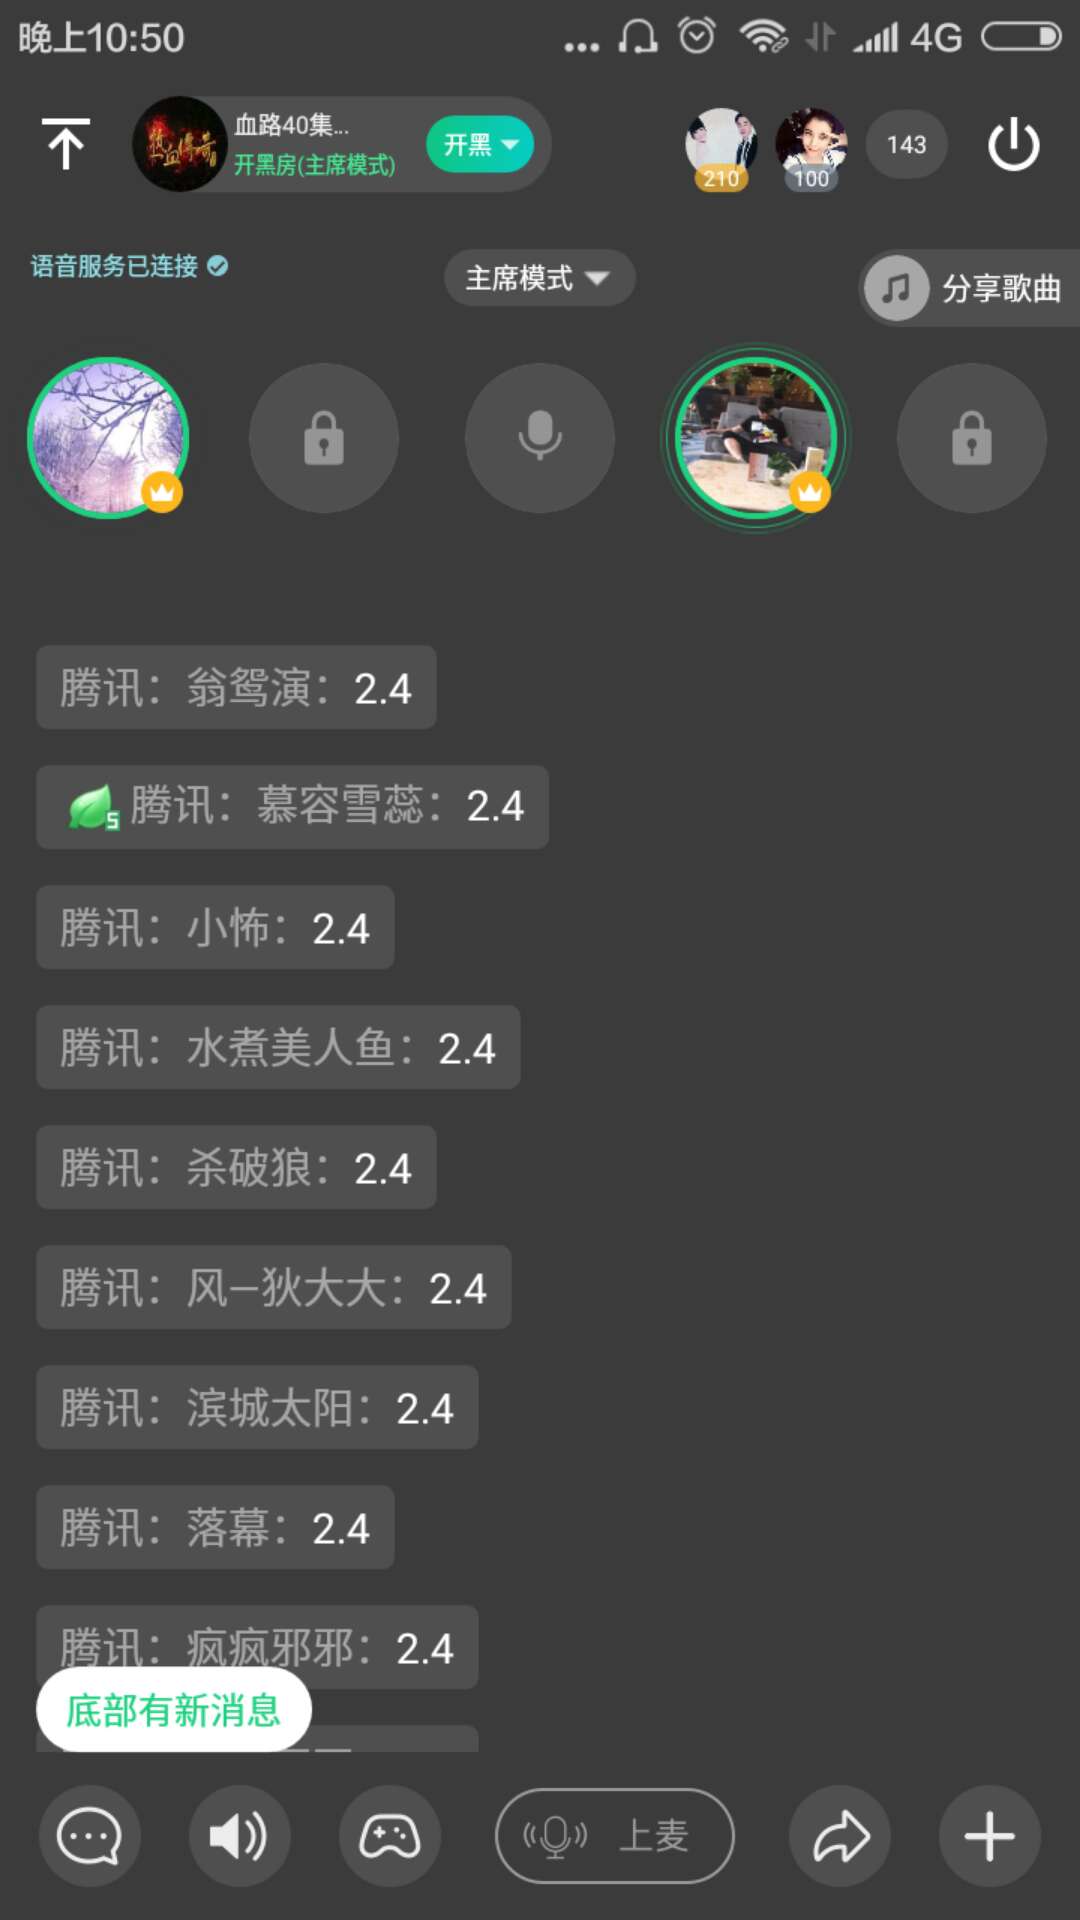 晚上10:50
4G
热血传奇
血路40集...
开黑房(主席模式)
开黑
210
100
143
语音服务已连接
主席模式
分享歌曲
腾讯：翁鸳演：2.4
5 腾讯：慕容雪蕊：2.4
腾讯：小怖：2.4
腾讯：水煮美人鱼：2.4
腾讯：杀破狼：2.4
腾讯：风—狄大大：2.4
腾讯：滨城太阳：2.4
腾讯：落幕：2.4
腾讯：疯疯邪邪：2.4
底部有新消息
上麦